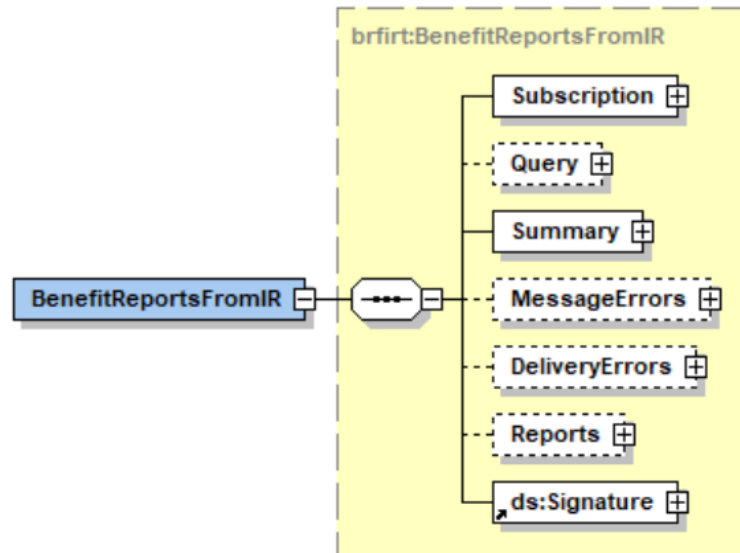 brfirt:BenefitReportsFromIR
Subscription
Query
Summary
BenefitReportsFromIR
MessageErrors
DeliveryErrors
Reports
ds:Signature